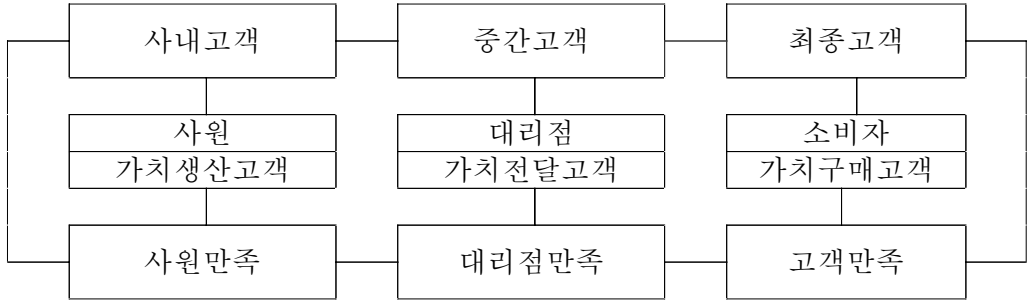 사내고객 중간고객 최종고객
사원 대리점 소비자
가치생산고객 가치전달고객 가치구매고객
사원만족 대리점만족 고객만족